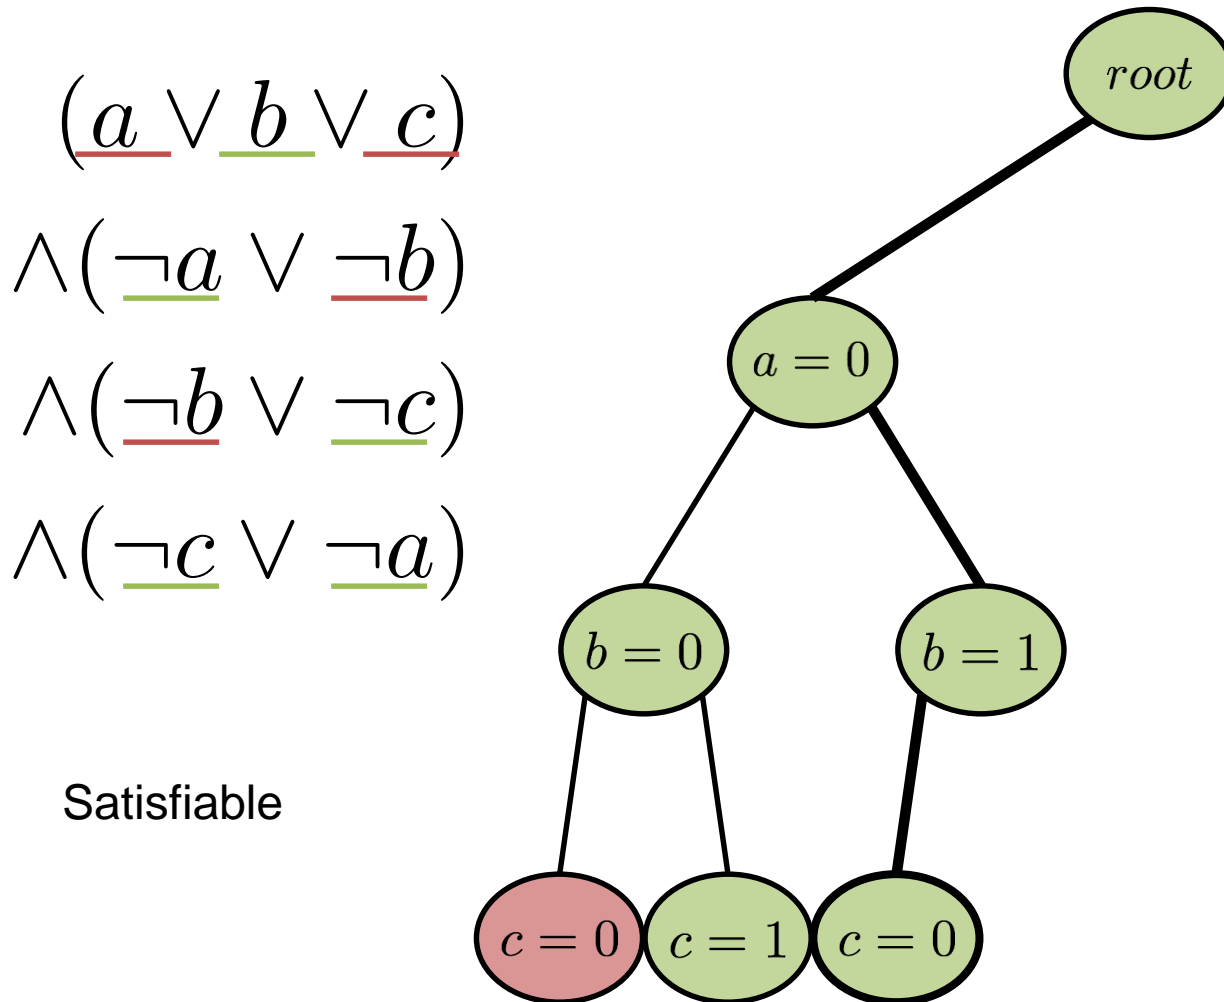 (a ∨ b ∨ c)
∧(¬a ∨ ¬b)
∧(¬b ∨ ¬c)
∧(¬c ∨ ¬a)
Satisfiable
root
a = 0
b = 0
b = 1
c = 0
c = 1
c = 0